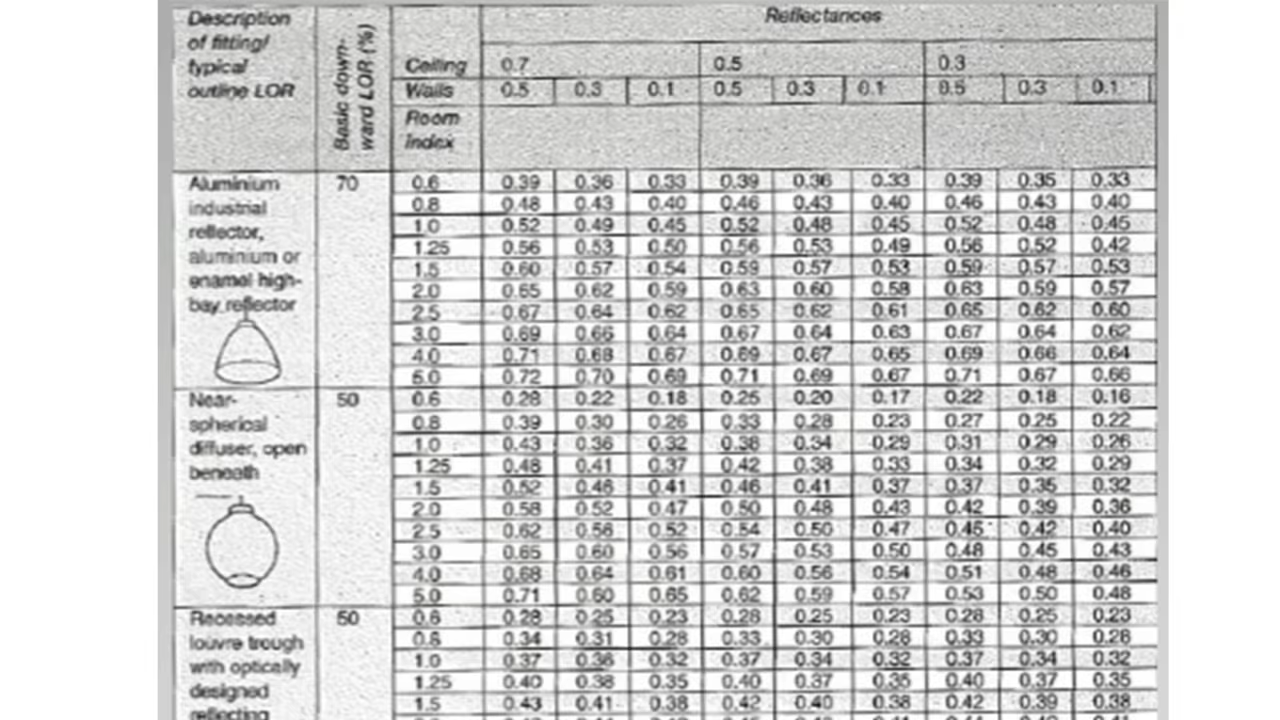 Description of fitting/ typical outline LOR | Basic downward LOR (%) | Reflectances
Ceiling 0.7 0.5 0.3
Walls 0.5 0.3 0.1 0.5 0.3 0.1 0.5 0.3 0.1
Room index
Aluminium industrial reflector, aluminium or enamel high-bay reflector
70
0.6 0.39 0.36 0.33 0.39 0.36 0.33 0.39 0.35 0.33
0.8 0.48 0.43 0.40 0.46 0.43 0.40 0.46 0.43 0.40
1.0 0.52 0.49 0.45 0.52 0.48 0.45 0.52 0.48 0.45
1.25 0.56 0.53 0.50 0.56 0.53 0.49 0.56 0.52 0.42
1.5 0.60 0.57 0.54 0.59 0.57 0.53 0.59 0.57 0.53
2.0 0.65 0.62 0.59 0.63 0.60 0.58 0.63 0.59 0.57
2.5 0.67 0.64 0.62 0.65 0.62 0.61 0.65 0.62 0.60
3.0 0.69 0.66 0.64 0.67 0.64 0.63 0.67 0.64 0.62
4.0 0.71 0.68 0.67 0.69 0.67 0.65 0.69 0.66 0.64
5.0 0.72 0.70 0.69 0.71 0.69 0.67 0.71 0.67 0.66
Near-spherical diffuser, open beneath
50
0.6 0.28 0.22 0.18 0.25 0.20 0.17 0.22 0.18 0.16
0.8 0.39 0.30 0.26 0.33 0.28 0.23 0.27 0.25 0.22
1.0 0.43 0.36 0.32 0.38 0.34 0.29 0.31 0.29 0.26
1.25 0.48 0.41 0.37 0.42 0.38 0.33 0.34 0.32 0.29
1.5 0.52 0.46 0.41 0.46 0.41 0.37 0.37 0.35 0.32
2.0 0.58 0.52 0.47 0.50 0.48 0.43 0.42 0.39 0.36
2.5 0.62 0.56 0.52 0.54 0.50 0.47 0.45 0.42 0.40
3.0 0.65 0.60 0.56 0.57 0.53 0.50 0.48 0.45 0.43
4.0 0.68 0.64 0.61 0.60 0.56 0.54 0.51 0.48 0.46
5.0 0.71 0.60 0.65 0.62 0.59 0.57 0.53 0.50 0.48
Recessed louvre trough with optically designed reflecting
50
0.6 0.28 0.25 0.23 0.28 0.25 0.23 0.28 0.25 0.23
0.8 0.34 0.31 0.28 0.33 0.30 0.28 0.33 0.30 0.28
1.0 0.37 0.36 0.32 0.37 0.34 0.32 0.37 0.34 0.32
1.25 0.40 0.38 0.35 0.40 0.37 0.35 0.40 0.37 0.35
1.5 0.43 0.41 0.38 0.42 0.40 0.38 0.42 0.39 0.38